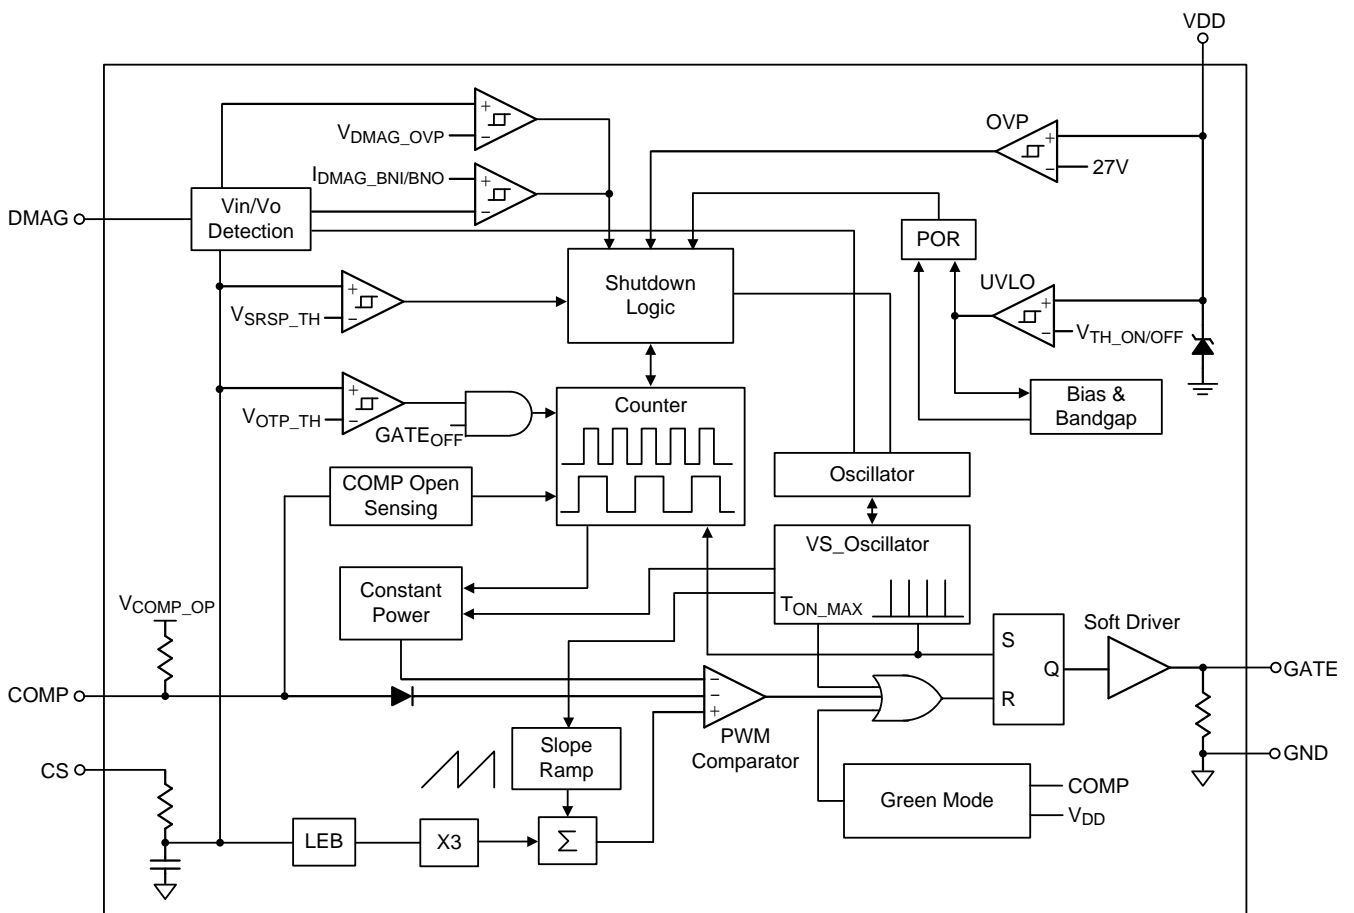 VDD
OVP
+
−
27V
+
−
VDMAG_OVP
IDMAG_BNI/BNO
+
−
DMAG
Vin/Vo
Detection
POR
Shutdown
Logic
UVLO
+
−
VTH_ON/OFF
+
−
VSRSP_TH
Bias &
Bandgap
+
−
VOTP_TH
GATEOFF
Counter
COMP Open
Sensing
Oscillator
VS_Oscillator
TON_MAX
Constant
Power
VCOMP_OP
Soft Driver
S
Q
R
GATE
COMP
−
−
+
PWM
Comparator
Slope
Ramp
GND
CS
Green Mode
COMP
VDD
LEB
X3
Σ